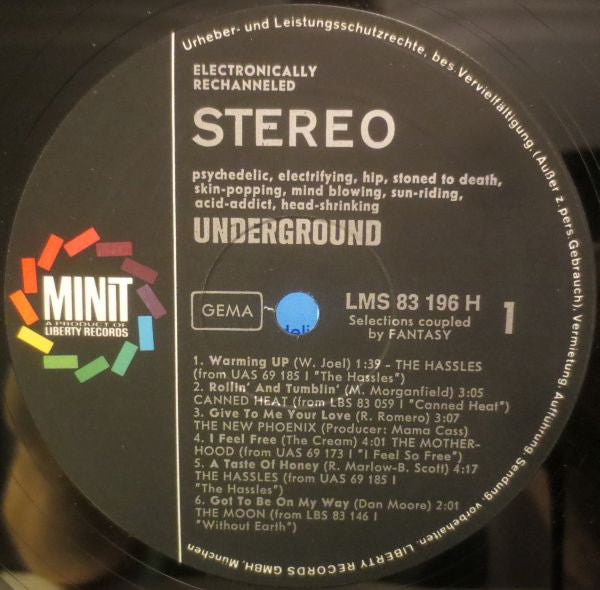 Urheber- und Leistungsschutzrechte, bes. Vervielfältigung, (Außer z. pers. Gebrauch), Vermietung, Aufführung, Sendung, vorbehalten. LIBERTY RECORDS GMBH, München
ELECTRONICALLY
RECHANNELED
STEREO
psychedelic, electrifying, hip, stoned to death,
skin-popping, mind blowing, sun-riding,
acid-addict, head-shrinking
UNDERGROUND
MINiT
A PRODUCT OF
LIBERTY RECORDS
GEMA
deli
LMS 83 196 H
1
Selections coupled
by FANTASY
1. Warming UP (W. Joel) 1:39 - THE HASSLES
(from UAS 69 185 I "The Hassles")
2. Rollin' And Tumblin' (M. Morganfield) 3:05
CANNED HEAT (from LBS 83 059 I "Canned Heat")
3. Give To Me Your Love (R. Romero) 3:07
THE NEW PHOENIX (Producer: Mama Cass)
4. I Feel Free (The Cream) 4:01 THE MOTHER-
HOOD (from UAS 69 173 I "I Feel So Free")
5. A Taste Of Honey (R. Marlow-B. Scott) 4:17
THE HASSLES (from UAS 69 185 I
"The Hassles")
6. Got To Be On My Way (Dan Moore) 2:01
THE MOON (from LBS 83 146 I
"Without Earth")